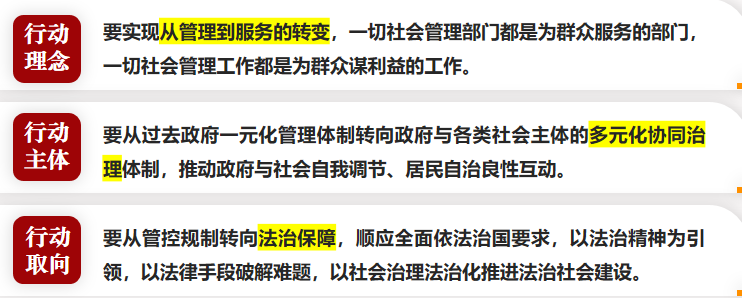 行动
理念
要实现从管理到服务的转变，一切社会管理部门都是为群众服务的部门，
一切社会管理工作都是为群众谋利益的工作。
行动
主体
要从过去政府一元化管理体制转向政府与各类社会主体的多元化协同治
理体制，推动政府与社会自我调节、居民自治良性互动。
行动
取向
要从管控规制转向法治保障，顺应全面依法治国要求，以法治精神为引
领，以法律手段破解难题，以社会治理法治化推进法治社会建设。